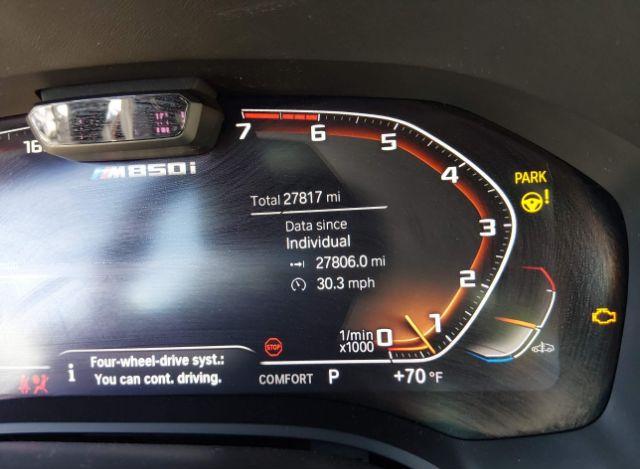 16
7 6 5 4 3 2 1 0
M850i
PARK
!
Total 27817 mi
Data since
Individual
27806.0 mi
30.3 mph
1/min
x1000
STOP
i
Four-wheel-drive syst.:
You can cont. driving.
COMFORT P +70 °F